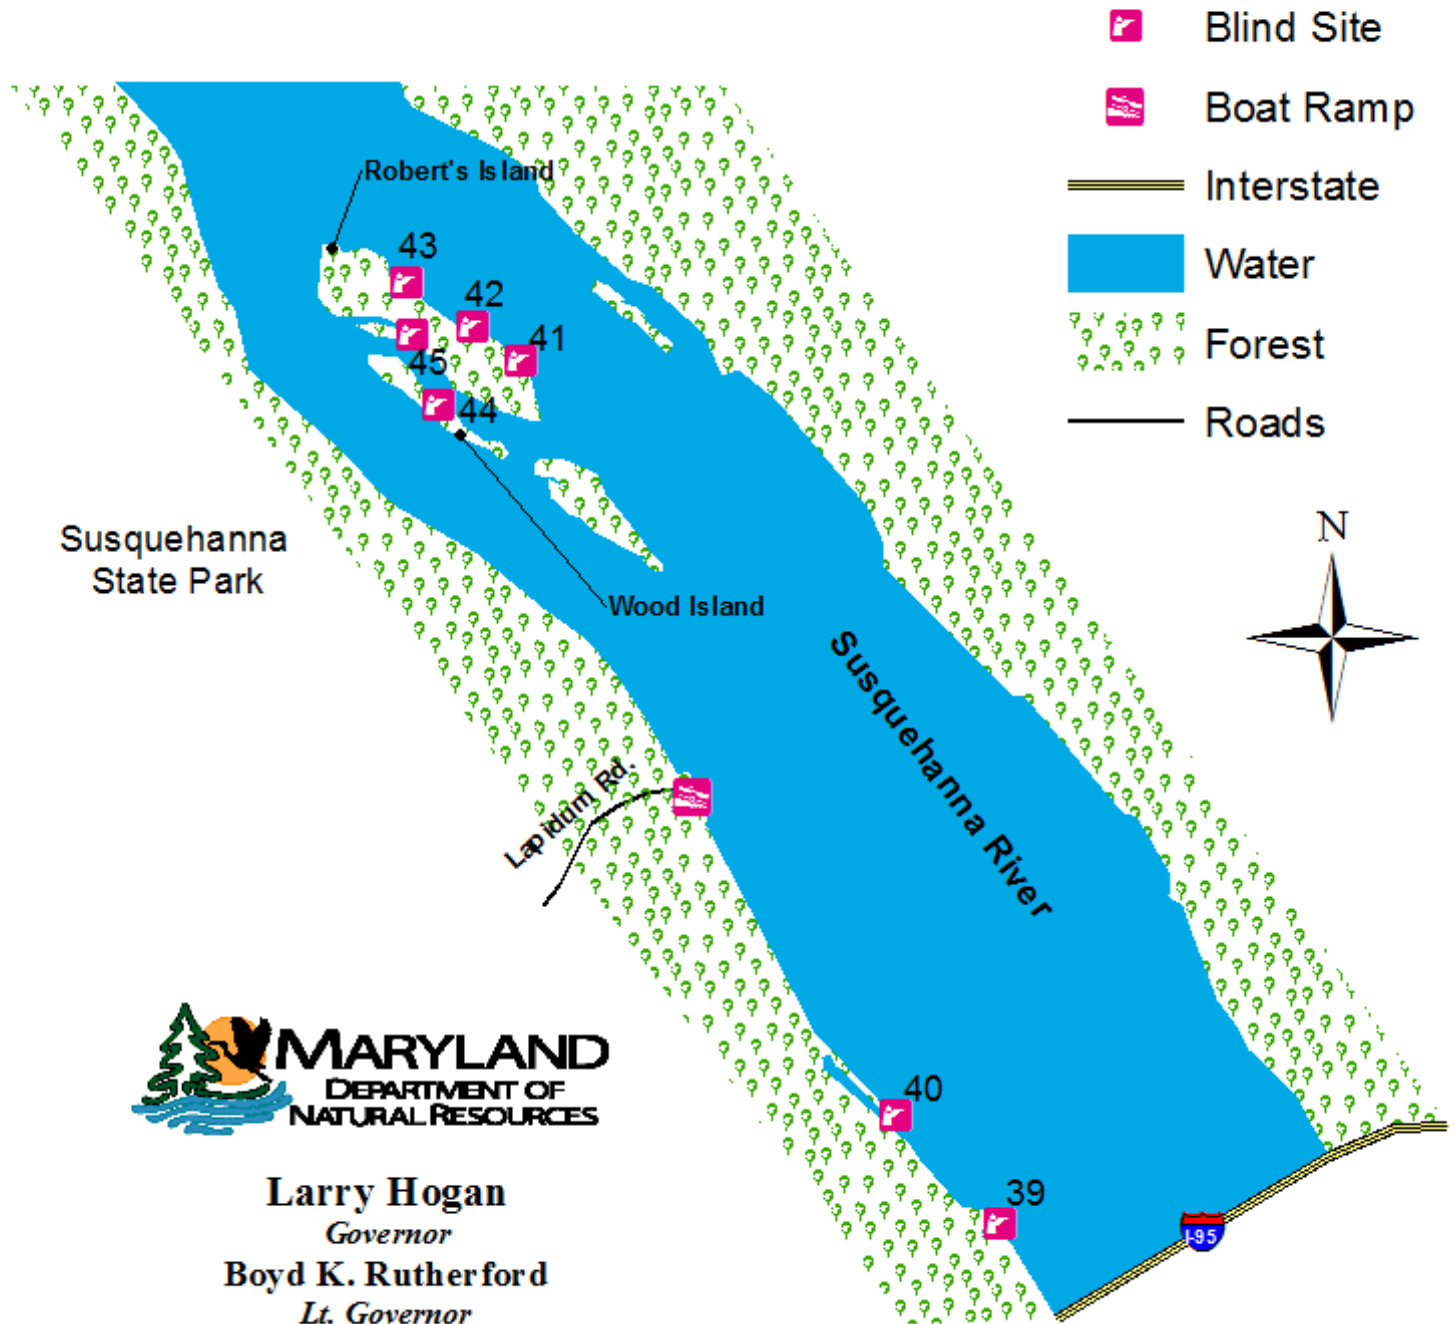 Blind Site
Boat Ramp
Interstate
Water
Forest
Roads
N
Robert's Island
43
42
41
45
44
Susquehanna
State Park
Wood Island
Susquehanna River
Lapidum Rd.
40
39
I-95
MARYLAND
DEPARTMENT OF
NATURAL RESOURCES
Larry Hogan
Governor
Boyd K. Rutherford
Lt. Governor